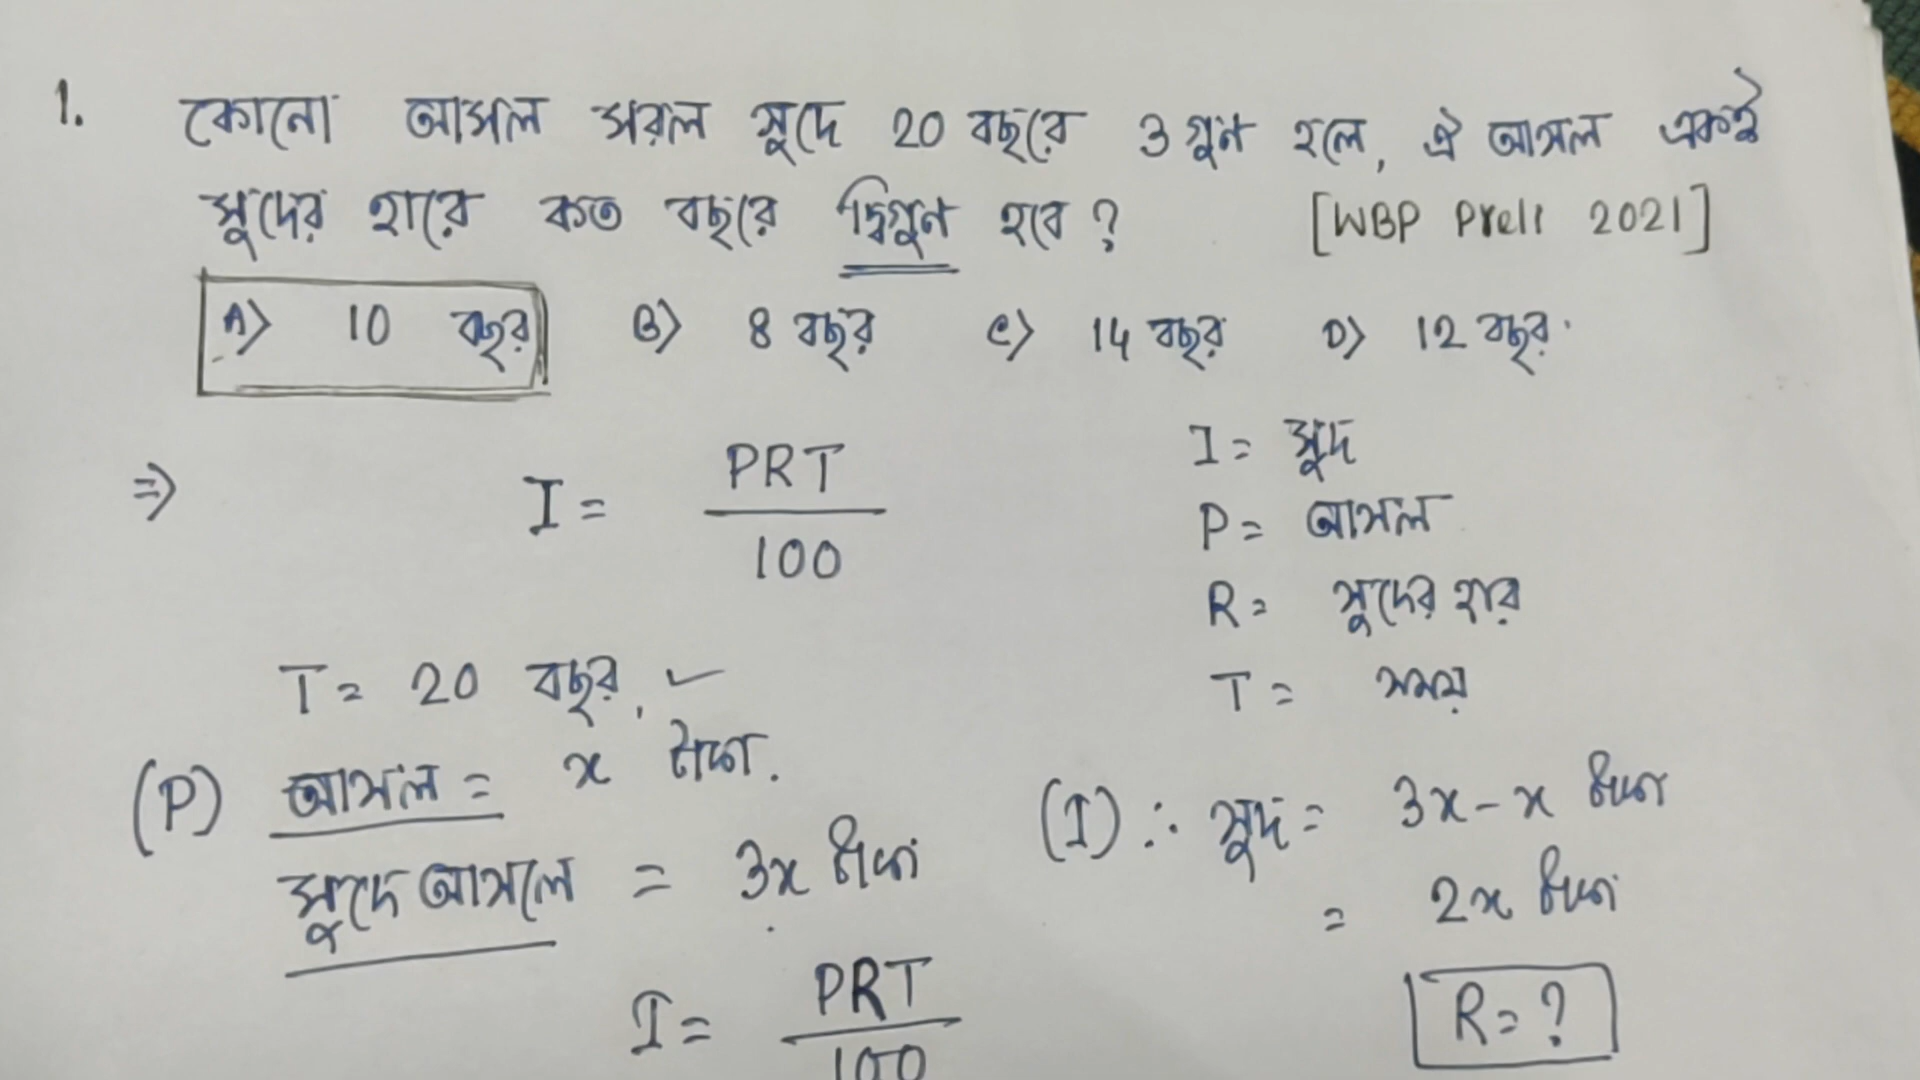 1. কোনো আসল সরল সুদে 20 বছরে 3 গুন হলে, ঐ আসল একই
সুদের হারে কত বছরে দ্বিগুন হবে ? [WBP Preli 2021]
A) 10 বছর B) 8 বছর C) 14 বছর D) 12 বছর.
⇒ I = PRT / 100
I = সুদ
P = আসল
R = সুদের হার
T = সময়
T = 20 বছর, ✓
(P) আসল = x টাকা.
সুদে আসলে = 3x টাকা
(I) ∴ সুদ = 3x - x টাকা
= 2x টাকা
I = PRT / 100
R = ?